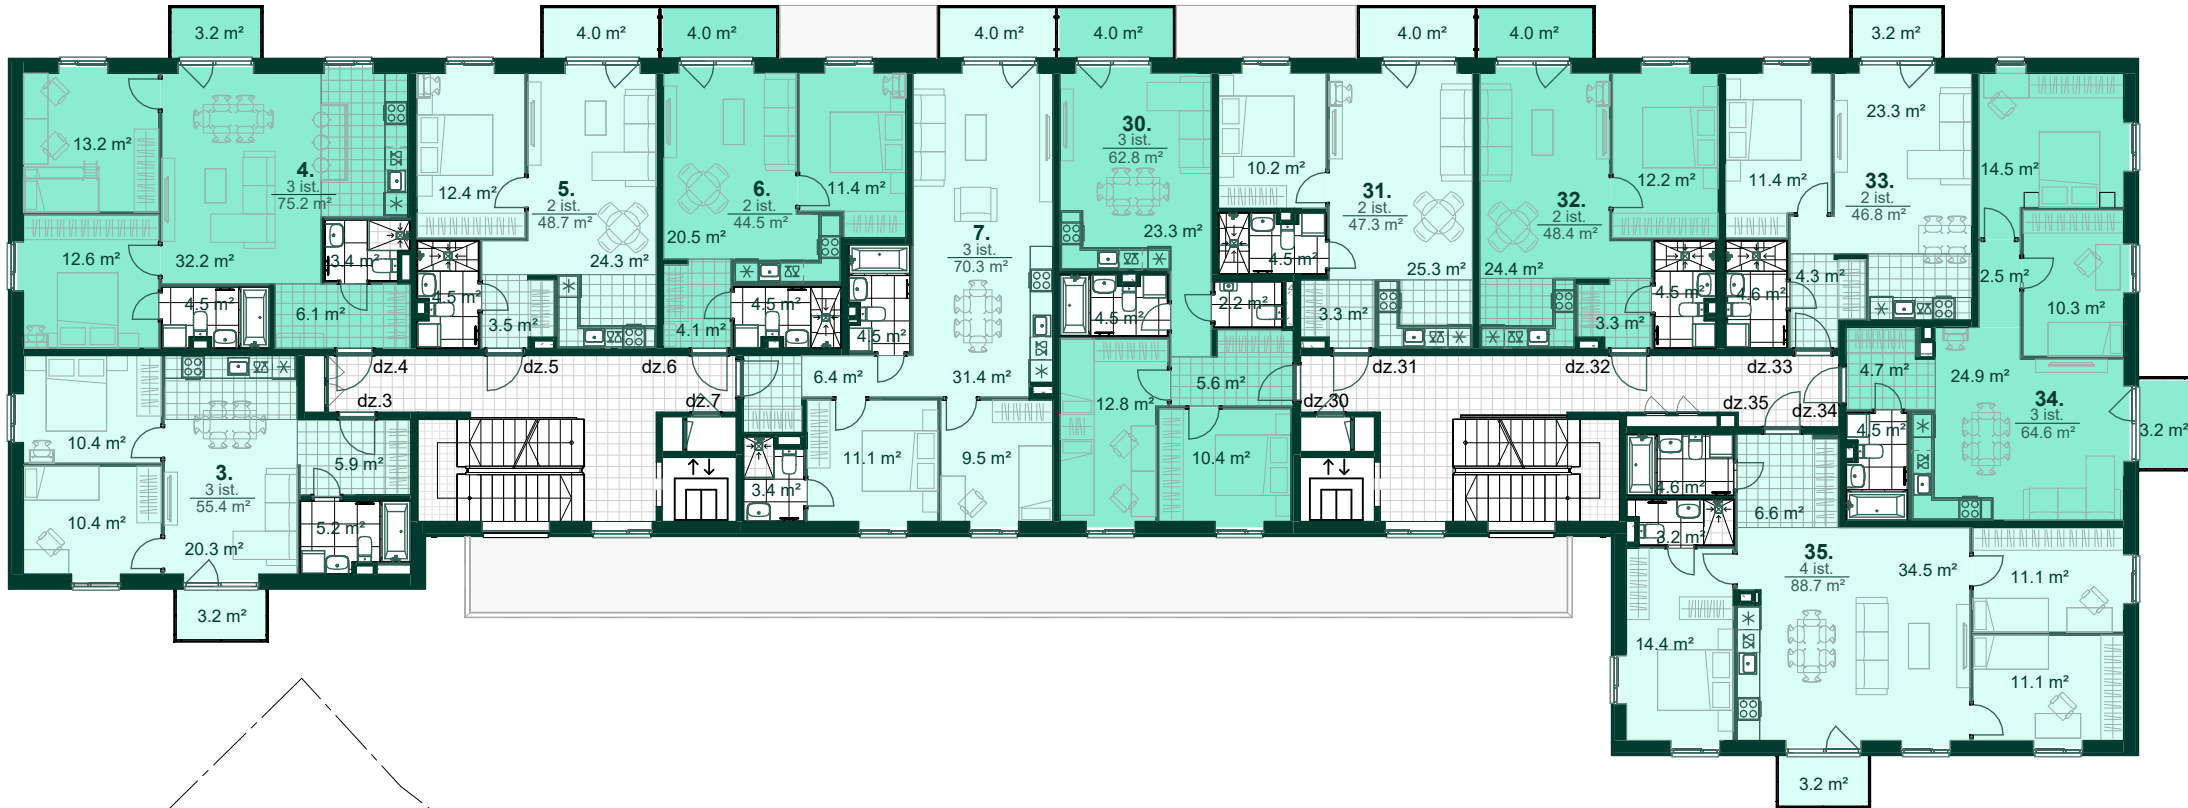 3.2 m²
4.0 m²
4.0 m²
4.0 m²
4.0 m²
4.0 m²
4.0 m²
3.2 m²
13.2 m²
4.
3 ist.
75.2 m²
12.6 m²
32.2 m²
3.4 m²
4.5 m²
6.1 m²
12.4 m²
5.
2 ist.
48.7 m²
24.3 m²
4.5 m²
3.5 m²
6.
2 ist.
44.5 m²
11.4 m²
20.5 m²
4.5 m²
4.1 m²
7.
3 ist.
70.3 m²
4.5 m²
6.4 m²
31.4 m²
11.1 m²
9.5 m²
3.4 m²
30.
3 ist.
62.8 m²
23.3 m²
4.5 m²
2.2 m²
5.6 m²
12.8 m²
10.4 m²
10.2 m²
31.
2 ist.
47.3 m²
4.5 m²
25.3 m²
3.3 m²
32.
2 ist.
48.4 m²
12.2 m²
24.4 m²
4.5 m²
3.3 m²
23.3 m²
11.4 m²
33.
2 ist.
46.8 m²
4.3 m²
4.6 m²
14.5 m²
2.5 m²
10.3 m²
4.7 m²
24.9 m²
34.
3 ist.
64.6 m²
4.5 m²
3.2 m²
dz.4
dz.5
dz.6
dz.3
dz.7
dz.31
dz.32
dz.33
dz.30
dz.35
dz.34
10.4 m²
3.
3 ist.
55.4 m²
5.9 m²
10.4 m²
5.2 m²
20.3 m²
3.2 m²
4.6 m²
6.6 m²
3.2 m²
35.
4 ist.
88.7 m²
34.5 m²
11.1 m²
14.4 m²
11.1 m²
3.2 m²